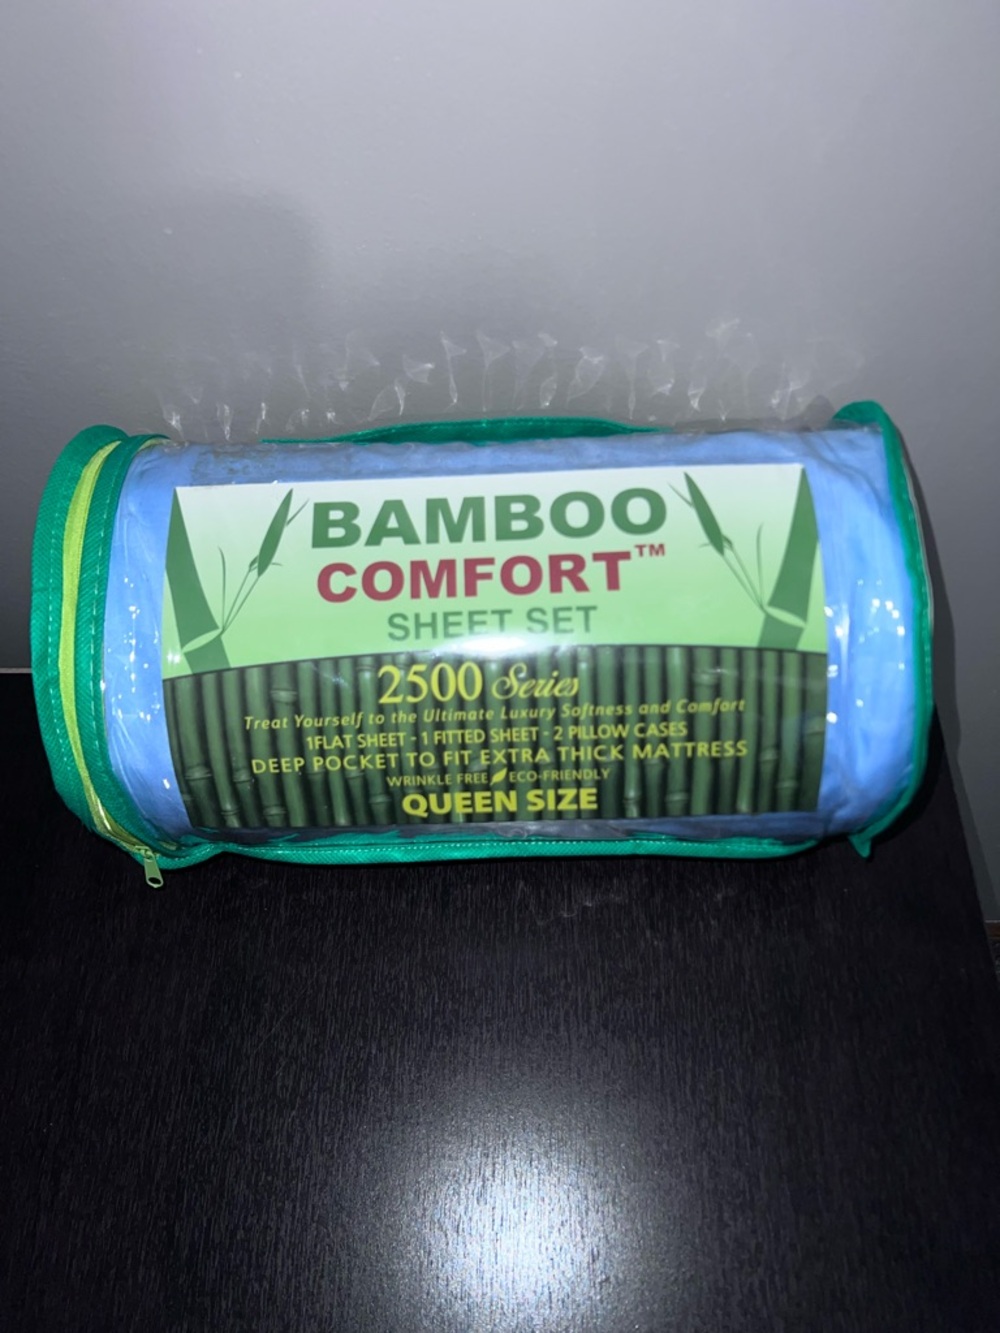 BAMBOO
COMFORT™
SHEET SET
2500 Series
Treat Yourself to the Ultimate Luxury Softness and Comfort
1FLAT SHEET - 1 FITTED SHEET - 2 PILLOW CASES
DEEP POCKET TO FIT EXTRA THICK MATTRESS
WRINKLE FREE ECO-FRIENDLY
QUEEN SIZE